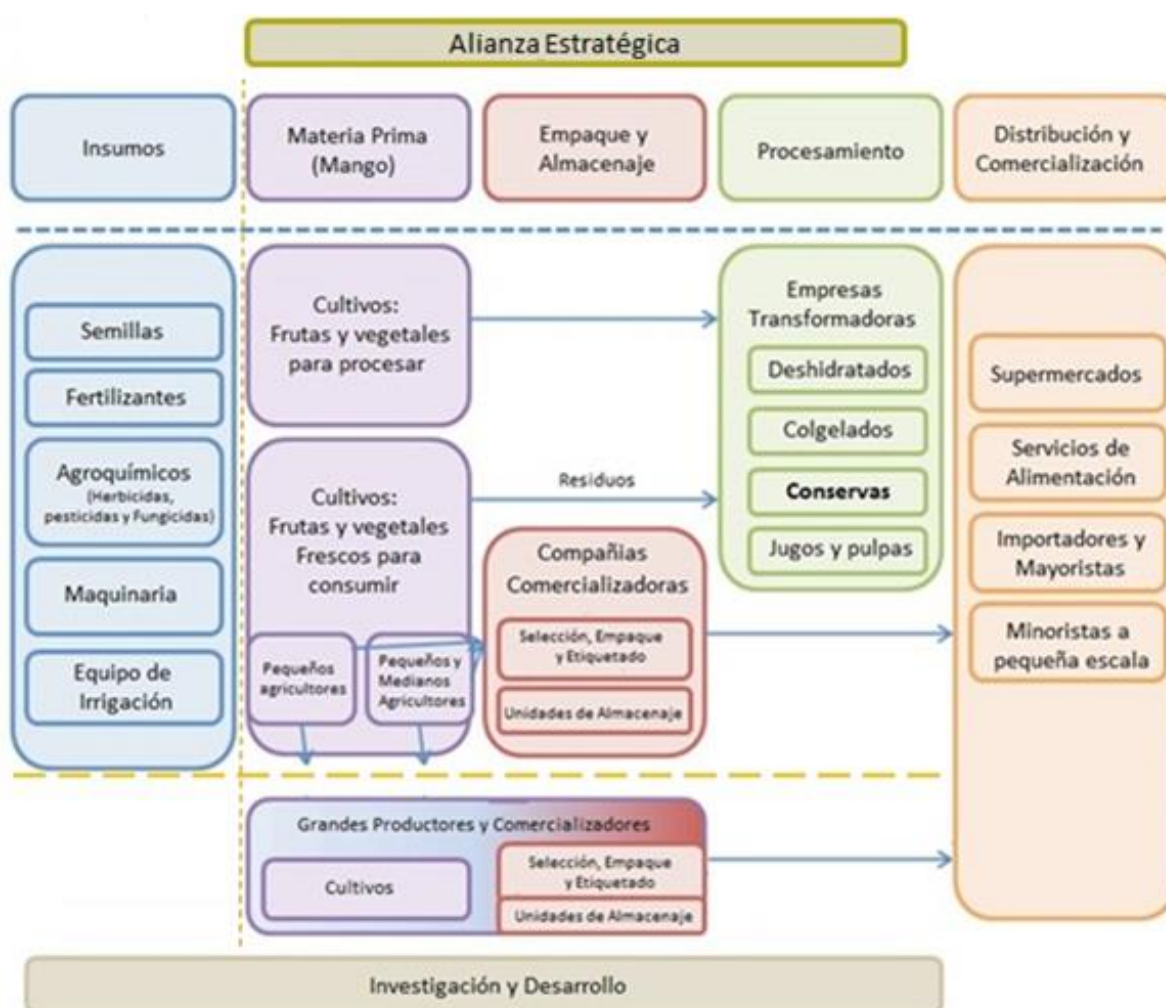 Alianza Estratégica
Insumos
Materia Prima
(Mango)
Empaque y
Almacenaje
Procesamiento
Distribución y
Comercialización
Semillas
Fertilizantes
Agroquímicos
(Herbicidas,
pesticidas y Fungicidas)
Maquinaria
Equipo de
Irrigación
Cultivos:
Frutas y vegetales
para procesar
Cultivos:
Frutas y vegetales
Frescos para
consumir
Pequeños
agricultores
Pequeños y
Medianos
Agricultores
Residuos
Compañias
Comercializadoras
Selección, Empaque
y Etiquetado
Unidades de Almacenaje
Empresas
Transformadoras
Deshidratados
Colgelados
Conservas
Jugos y pulpas
Supermercados
Servicios de
Alimentación
Importadores y
Mayoristas
Minoristas a
pequeña escala
Grandes Productores y Comercializadores
Cultivos
Selección, Empaque
y Etiquetado
Unidades de Almacenaje
Investigación y Desarrollo